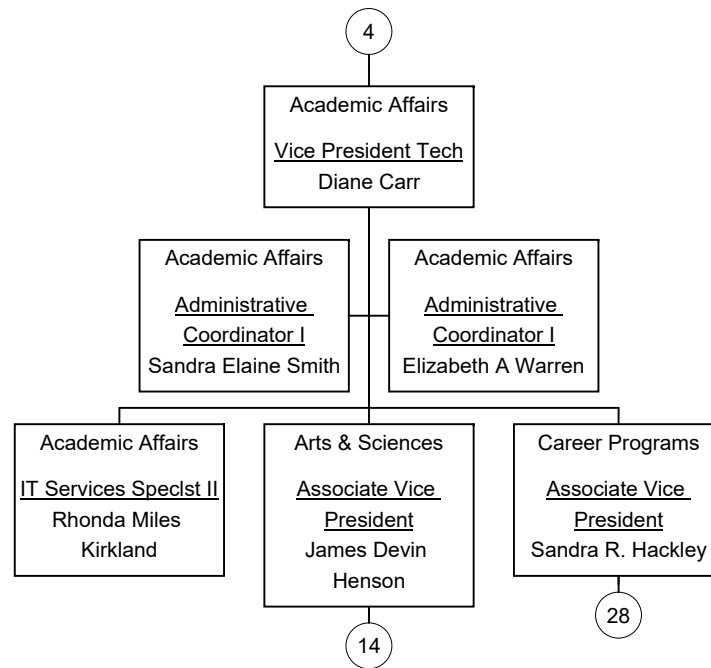 4
Academic Affairs
Vice President Tech
Diane Carr
Academic Affairs
Administrative
Coordinator I
Sandra Elaine Smith
Academic Affairs
Administrative
Coordinator I
Elizabeth A Warren
Academic Affairs
IT Services Speclst II
Rhonda Miles
Kirkland
Arts & Sciences
Associate Vice
President
James Devin
Henson
14
Career Programs
Associate Vice
President
Sandra R. Hackley
28